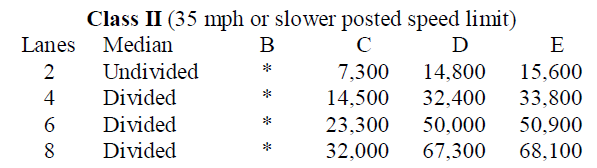 Class II (35 mph or slower posted speed limit)
Lanes Median B C D E
2 Undivided * 7,300 14,800 15,600
4 Divided * 14,500 32,400 33,800
6 Divided * 23,300 50,000 50,900
8 Divided * 32,000 67,300 68,100